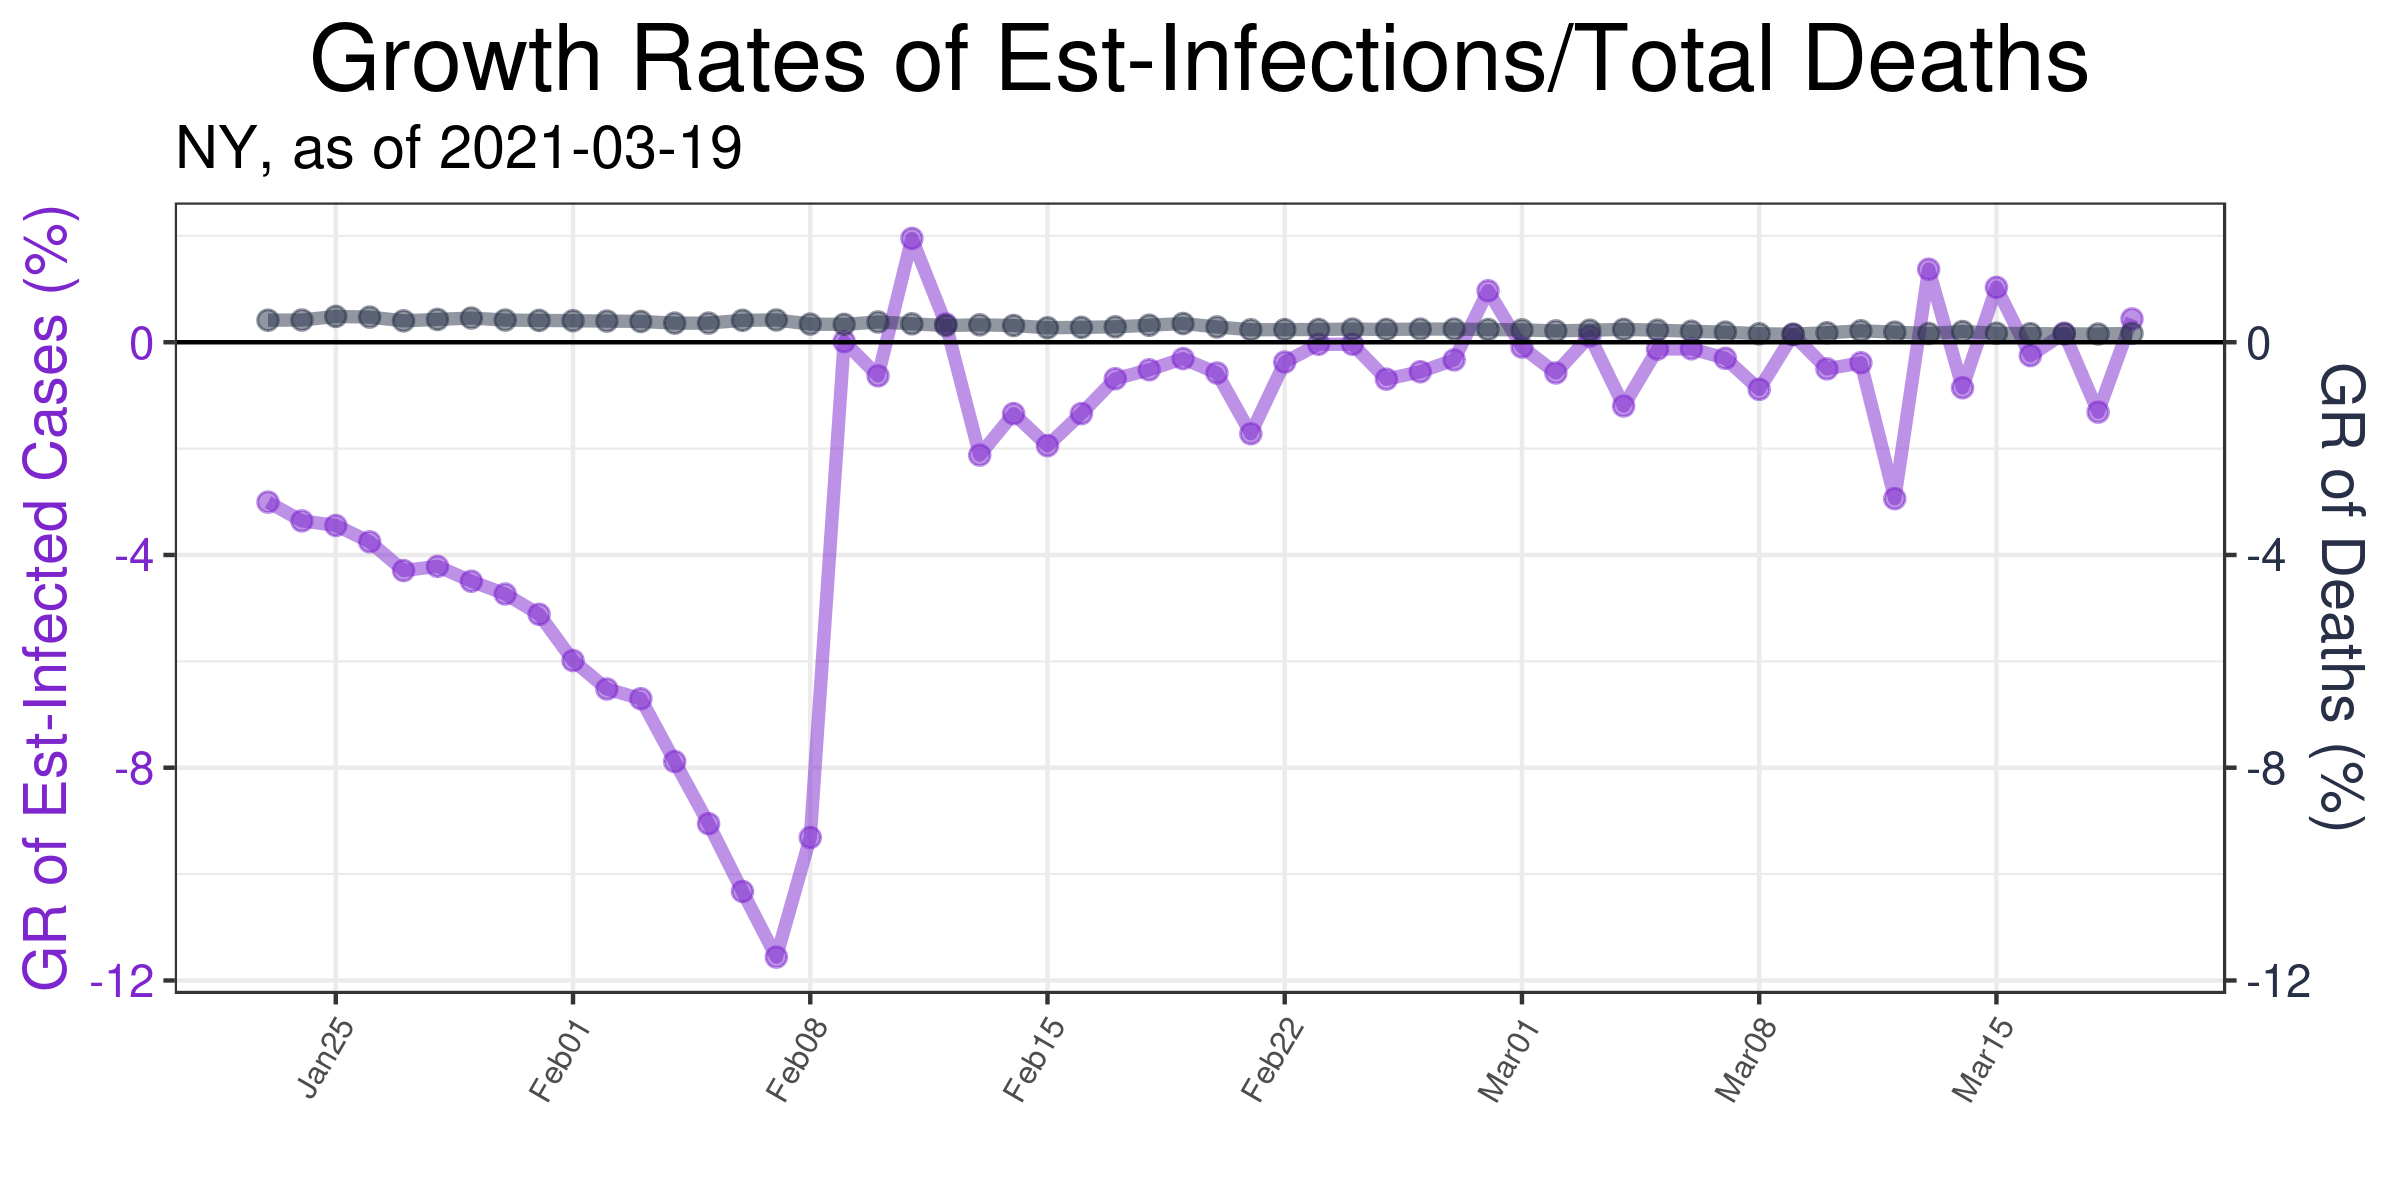 Growth Rates of Est-Infections/Total Deaths
NY, as of 2021-03-19
GR of Est-Infected Cases (%)
0
-4
-8
-12
0
-4
-8
-12
GR of Deaths (%)
Jan25
Feb01
Feb08
Feb15
Feb22
Mar01
Mar08
Mar15